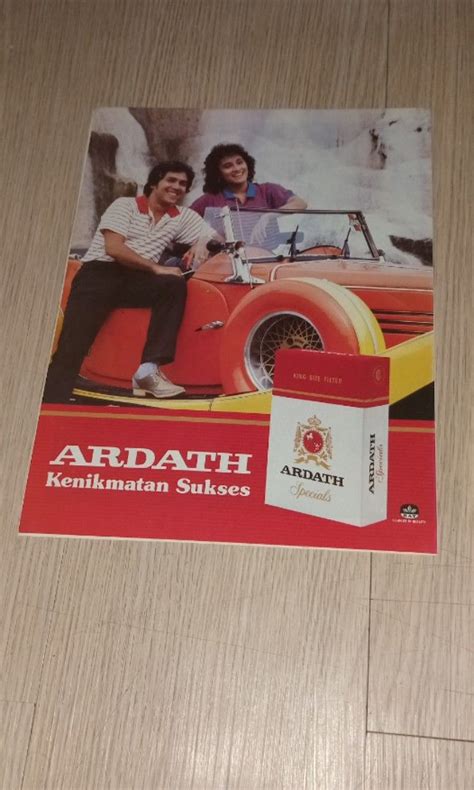 KING SIZE FILTER
ARDATH
Specials
ARDATH
Specials
ARDATH
Kenikmatan Sukses